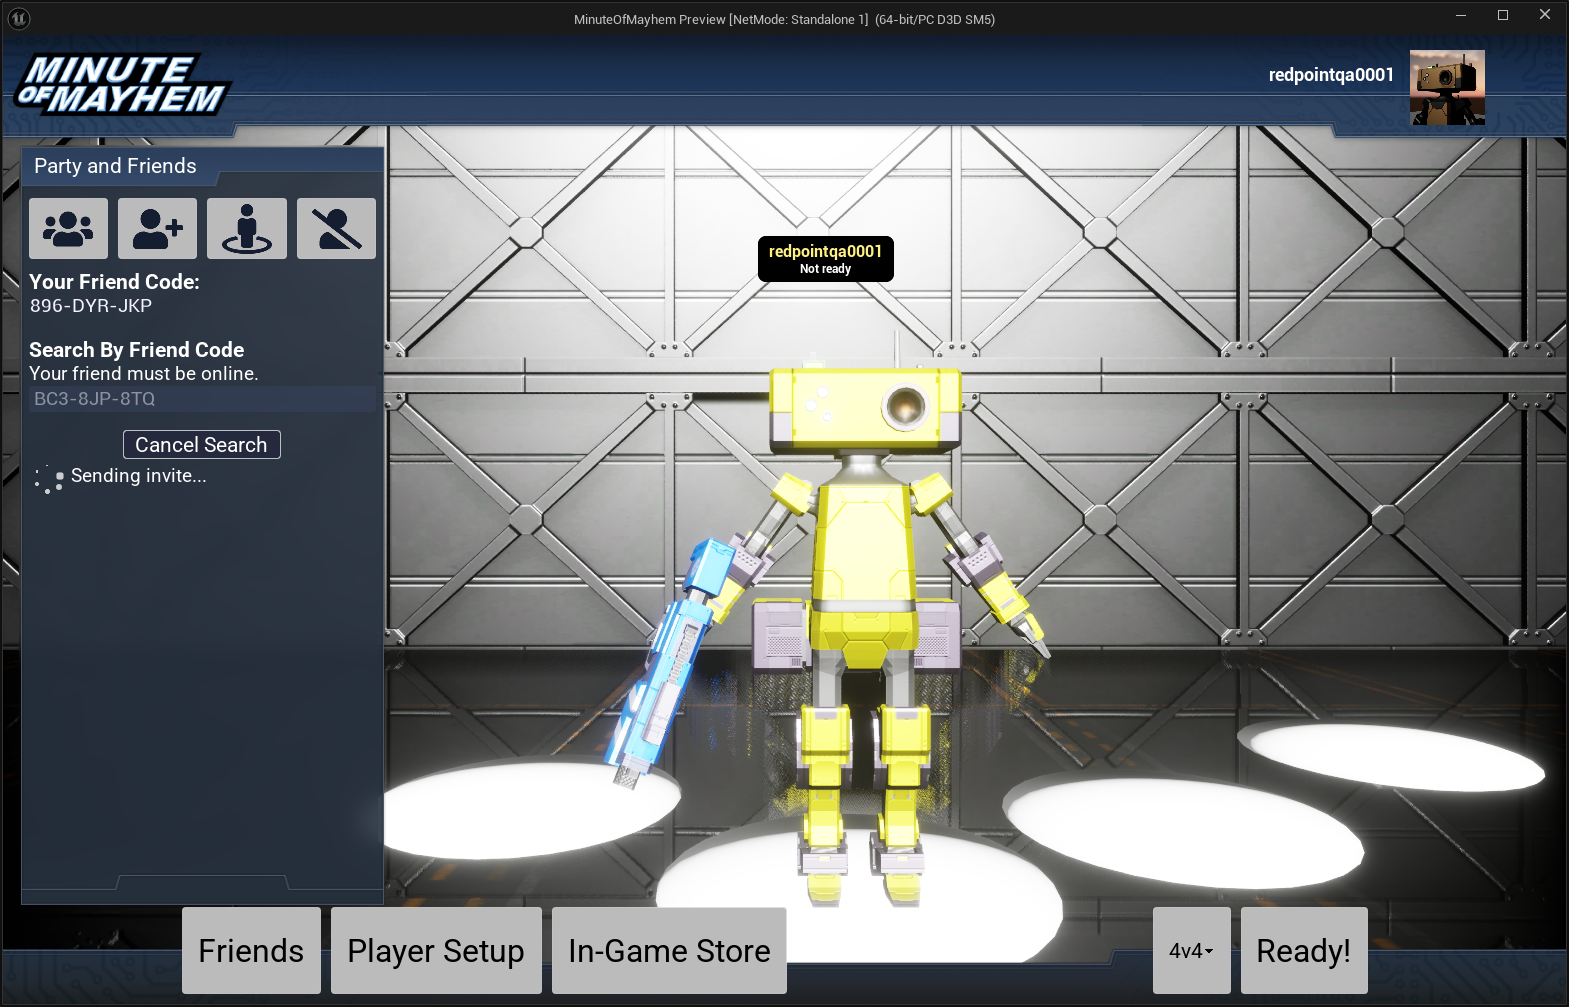 MinuteOfMayhem Preview [NetMode: Standalone 1]  (64-bit/PC D3D SM5)
MINUTE
OF MAYHEM
redpointqa0001
Party and Friends
Your Friend Code:
896-DYR-JKP
Search By Friend Code
Your friend must be online.
BC3-8JP-8TQ
Cancel Search
Sending invite...
redpointqa0001
Not ready
Friends
Player Setup
In-Game Store
4v4
Ready!